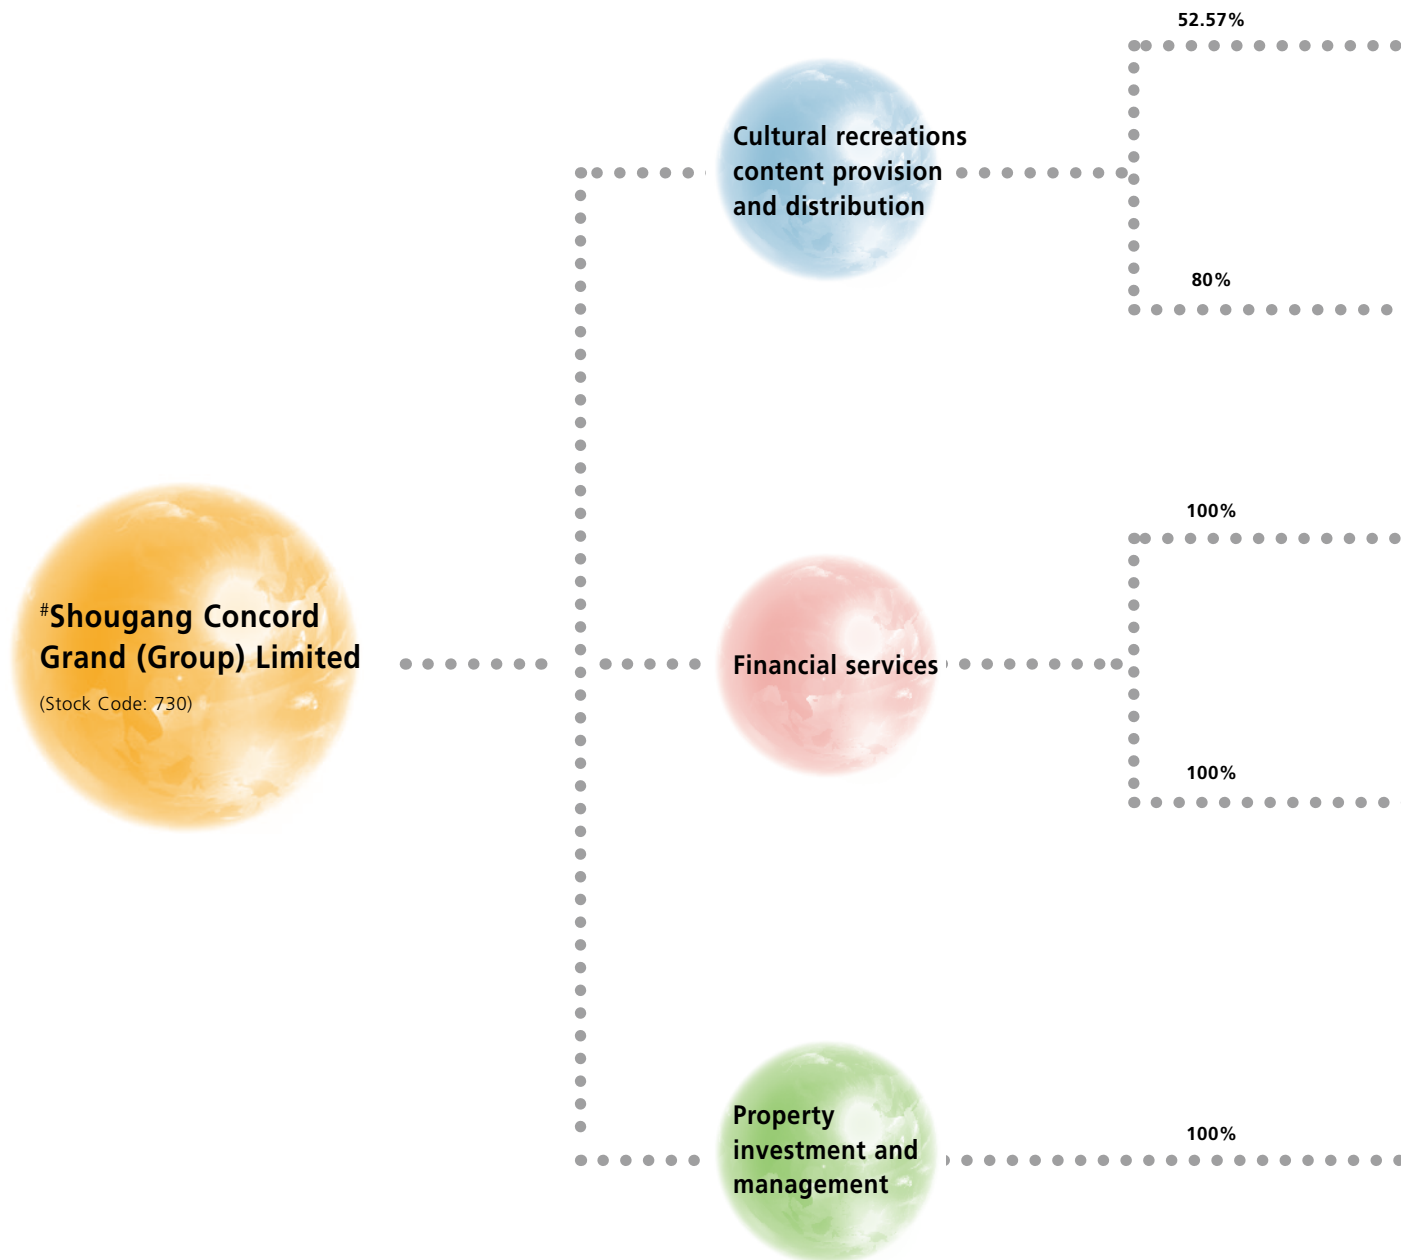 #Shougang Concord
Grand (Group) Limited
(Stock Code: 730)
Cultural recreations
content provision
and distribution
52.57%
80%
Financial services
100%
100%
Property
investment and
management
100%